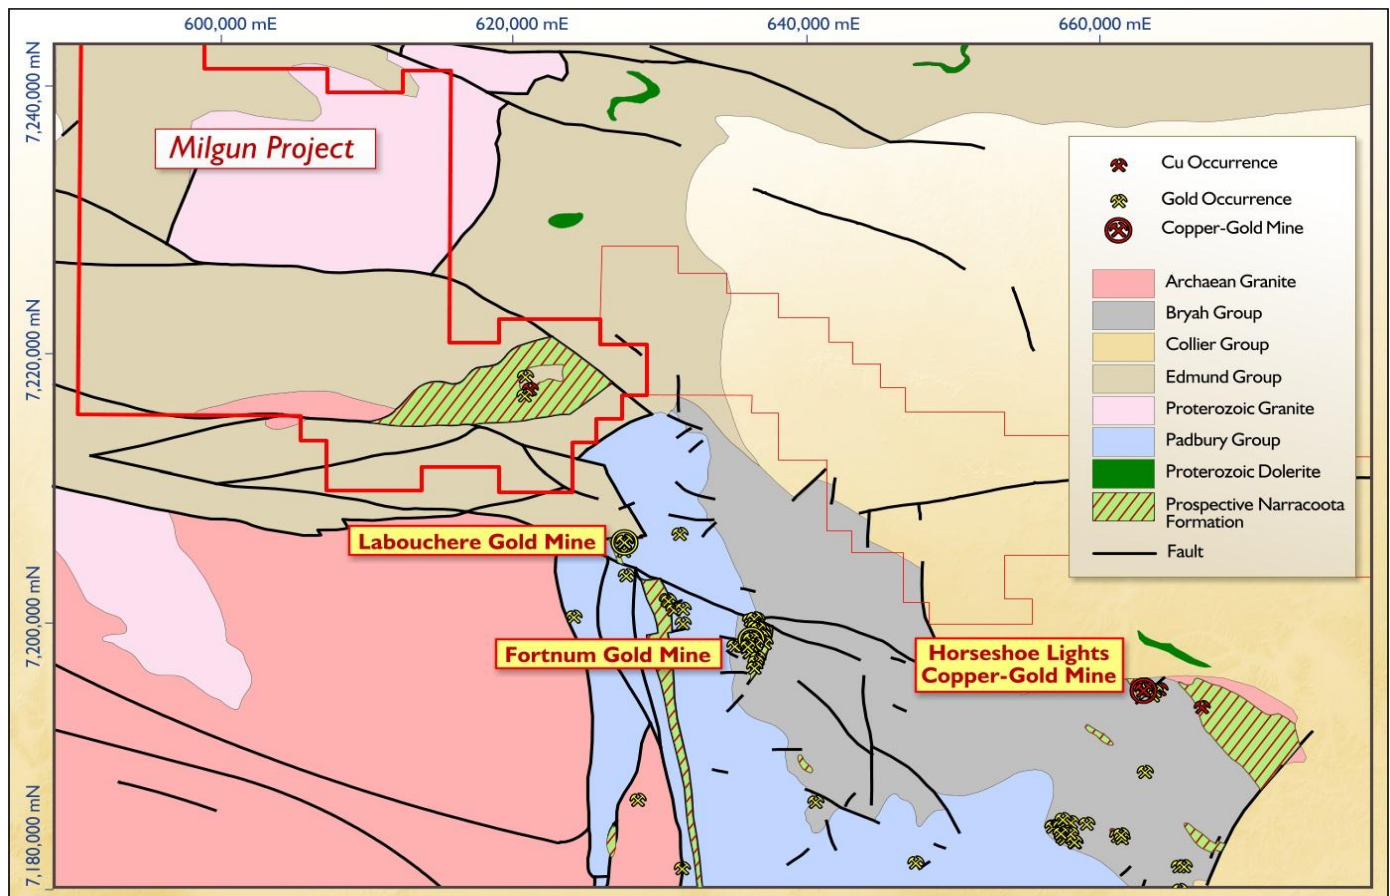 600,000 mE
620,000 mE
640,000 mE
660,000 mE
7,240,000 mN
7,220,000 mN
7,200,000 mN
7,180,000 mN
Milgun Project
Labouchere Gold Mine
Fortnum Gold Mine
Horseshoe Lights
Copper-Gold Mine
Cu Occurrence
Gold Occurrence
Copper-Gold Mine
Archaean Granite
Bryah Group
Collier Group
Edmund Group
Proterozoic Granite
Padbury Group
Proterozoic Dolerite
Prospective Narracoota
Formation
Fault